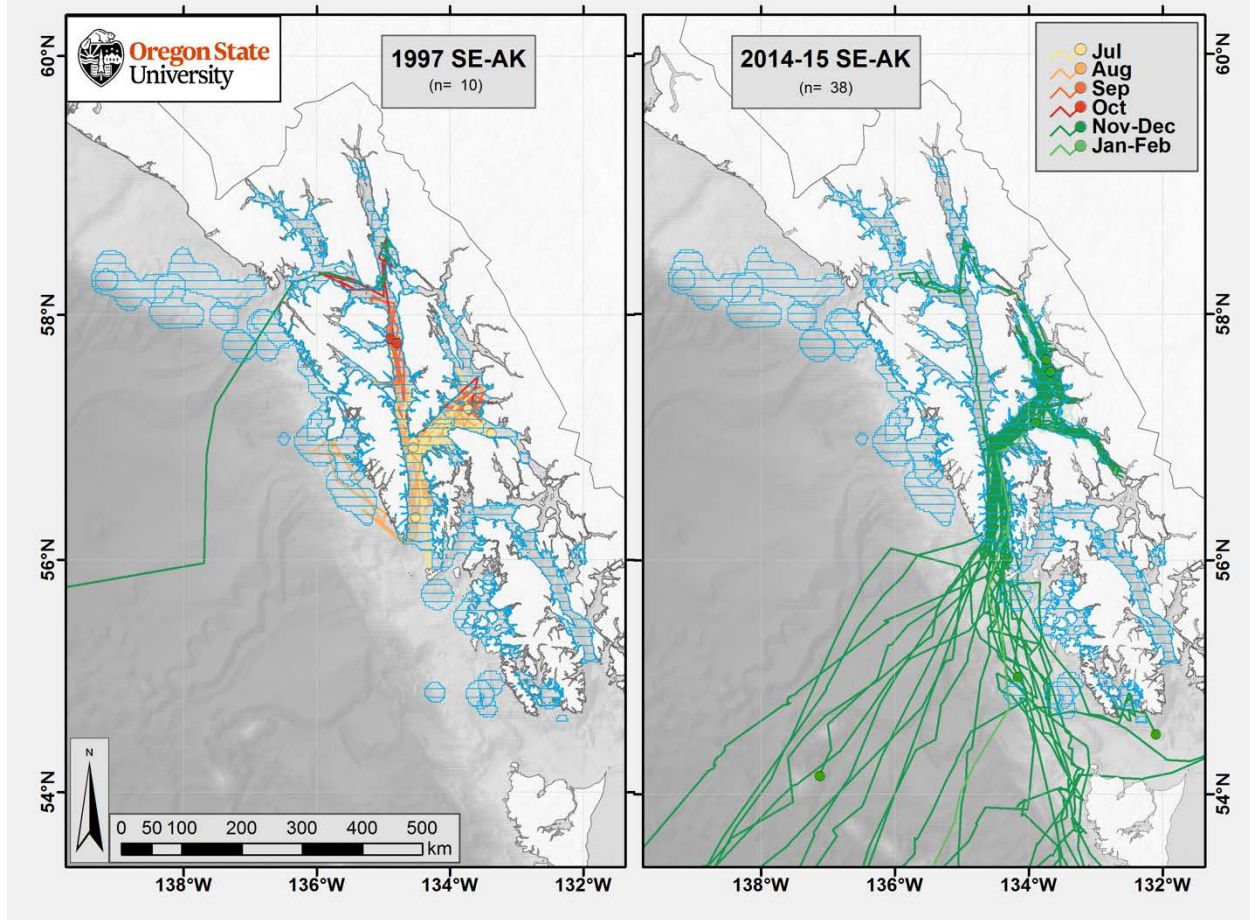 Oregon State
University
1997 SE-AK
(n= 10)
2014-15 SE-AK
(n= 38)
Jul
Aug
Sep
Oct
Nov-Dec
Jan-Feb
60°N
58°N
56°N
54°N
60°N
58°N
56°N
54°N
N
0 50 100 200 300 400 500
km
138°W 136°W 134°W 132°W
138°W 136°W 134°W 132°W